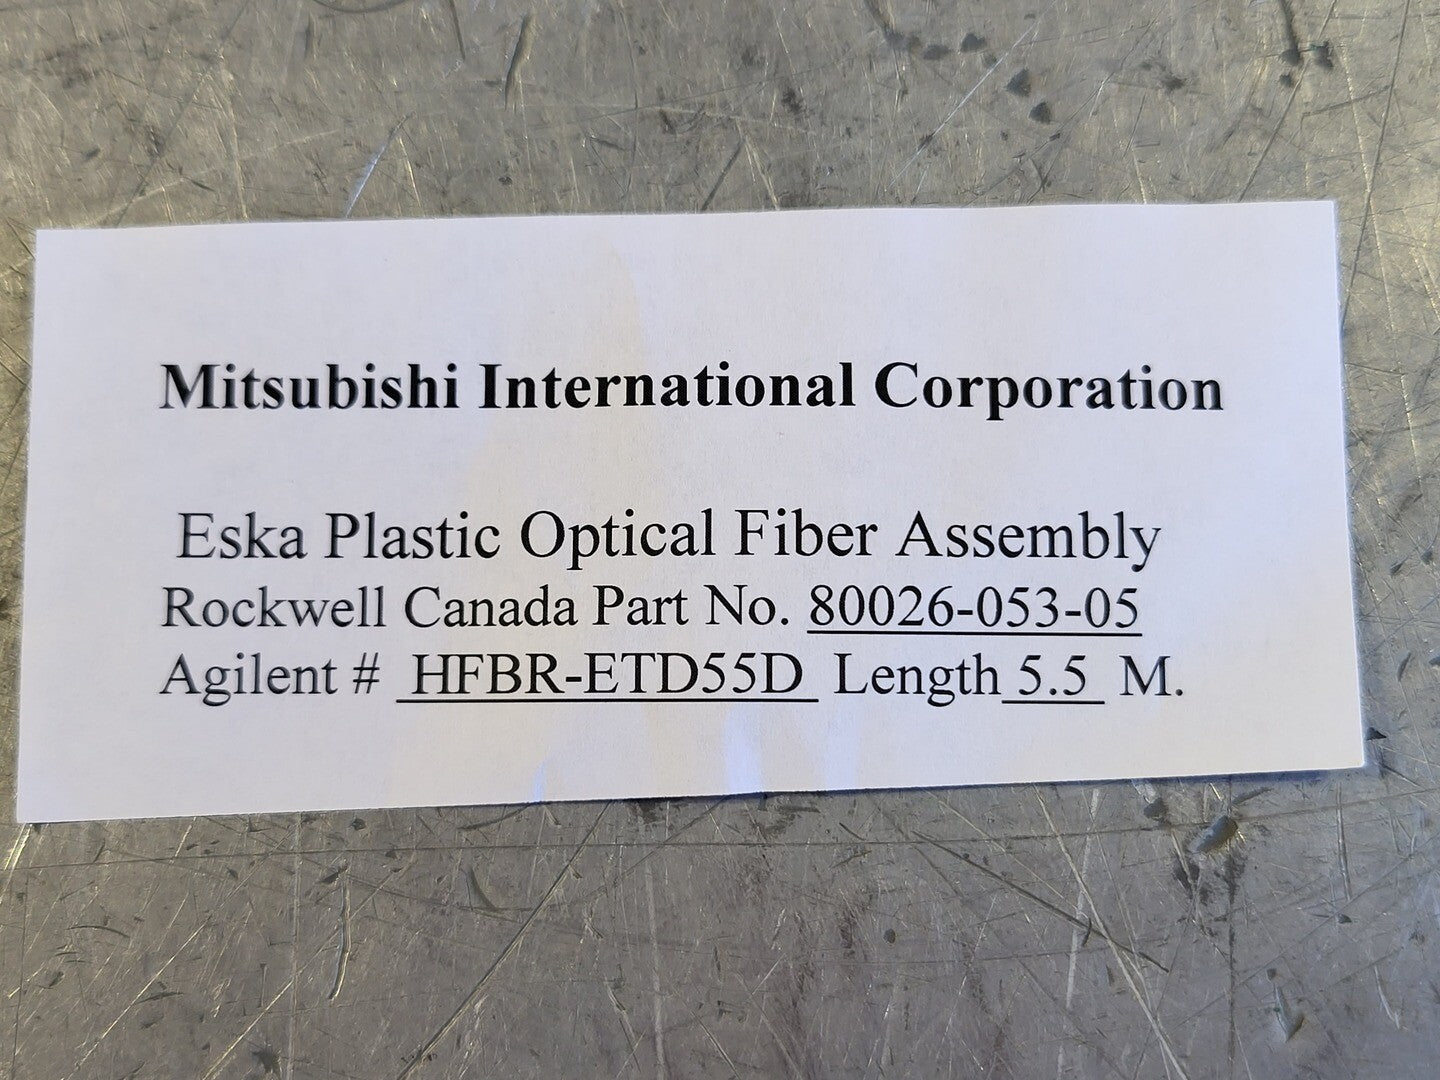 Mitsubishi International Corporation
Eska Plastic Optical Fiber Assembly
Rockwell Canada Part No. 80026-053-05
Agilent # HFBR-ETD55D Length 5.5 M.